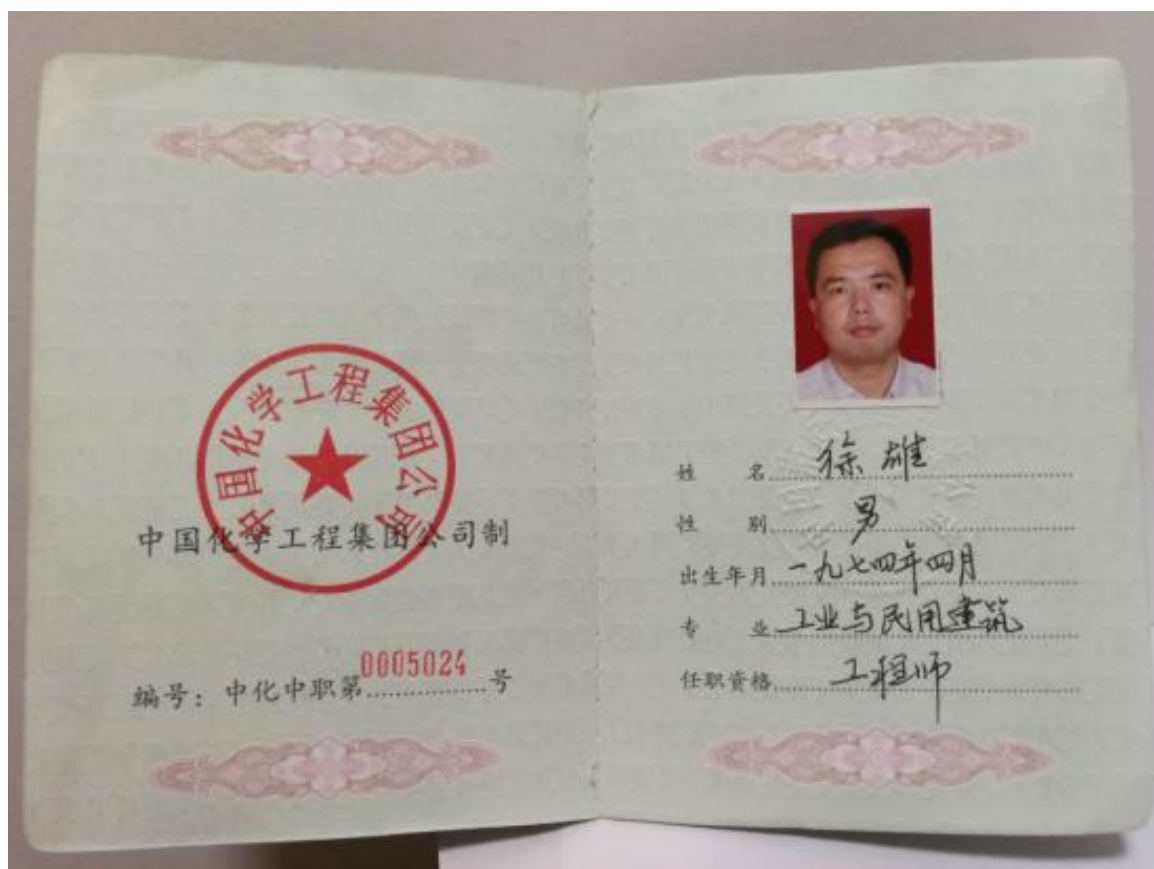 中国化学工程集团公司
中国化学工程集团公司制
编号：中化中职第0005024号
姓名 徐雄
性别 男
出生年月 一九七四年四月
专业 工业与民用建筑
任职资格 工程师